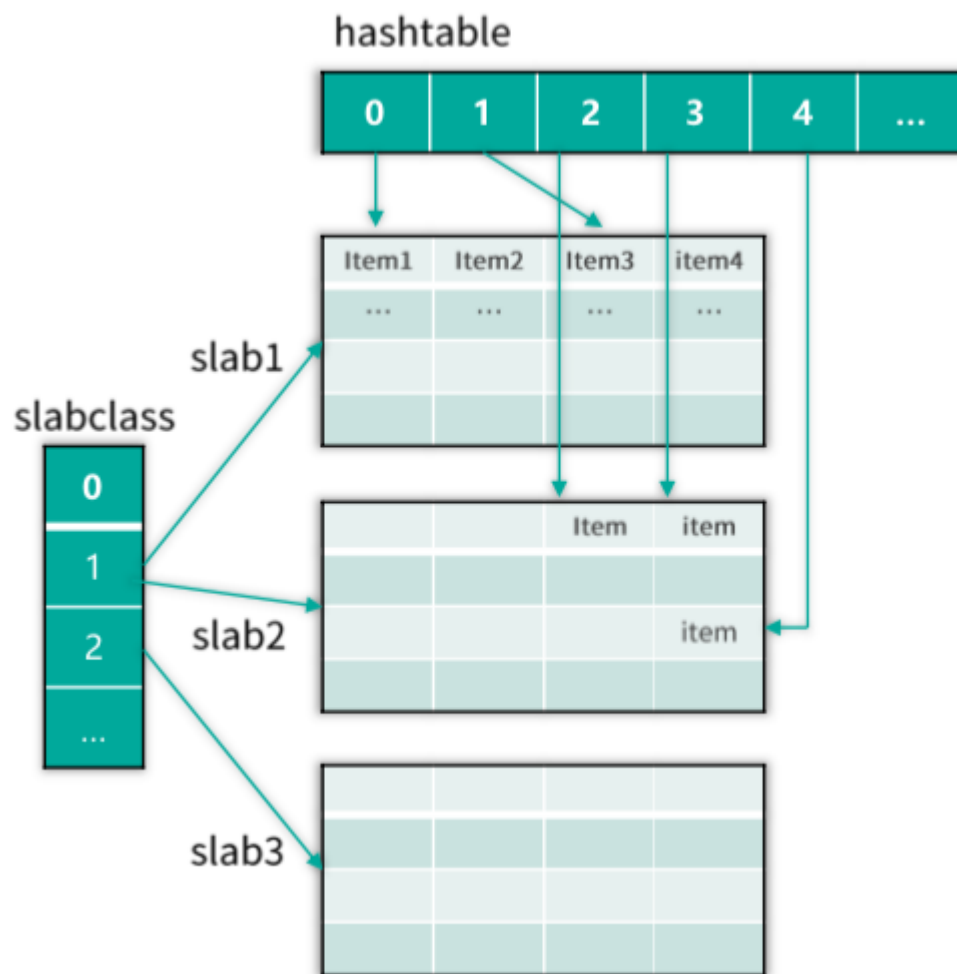 hashtable
0 1 2 3 4 ...
Item1 Item2 Item3 item4
... ... ... ...
slab1
slabclass
0
Item item
1
slab2 item
2
...
slab3